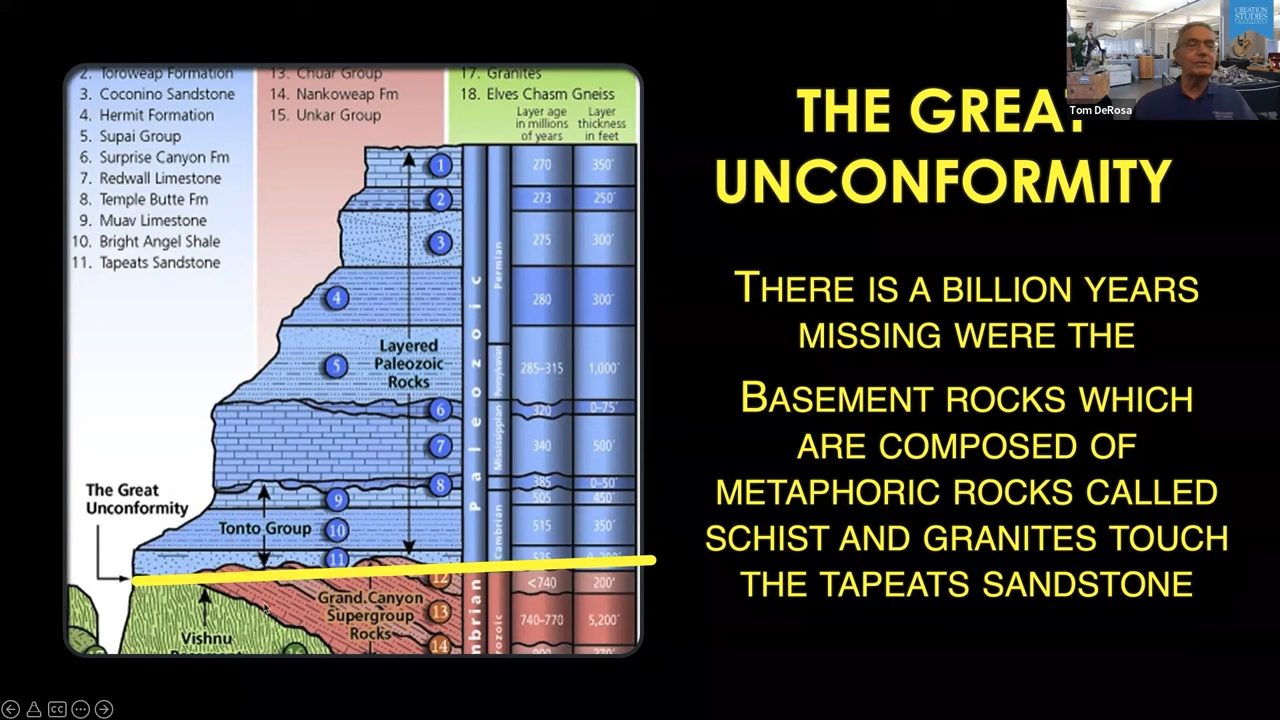 2. Toroweap Formation
3. Coconino Sandstone
4. Hermit Formation
5. Supai Group
6. Surprise Canyon Fm
7. Redwall Limestone
8. Temple Butte Fm
9. Muav Limestone
10. Bright Angel Shale
11. Tapeats Sandstone
13. Chuar Group
14. Nankoweap Fm
15. Unkar Group
17. Granites
18. Elves Chasm Gneiss
Layer age
in millions
of years
Layer
thickness
in feet
1
270
350'
2
273
250'
3
275
300'
4
280
300'
5
285–315
1,000'
6
320
0–75'
7
340
500'
8
385
0–50'
9
505
450'
10
515
350'
11
525
12
<740
200'
13
740–770
5,200'
14
900
Permian
Pennsylvanian
Mississippian
Cambrian
Paleozoic
mbrian
rozoic
Layered
Paleozoic
Rocks
Tonto Group
The Great
Unconformity
Grand Canyon
Supergroup
Rocks
Vishnu
THE GREAT
UNCONFORMITY
THERE IS A BILLION YEARS
MISSING WERE THE
BASEMENT ROCKS WHICH
ARE COMPOSED OF
METAPHORIC ROCKS CALLED
SCHIST AND GRANITES TOUCH
THE TAPEATS SANDSTONE
CREATION
STUDIES
Tom DeRosa
CC